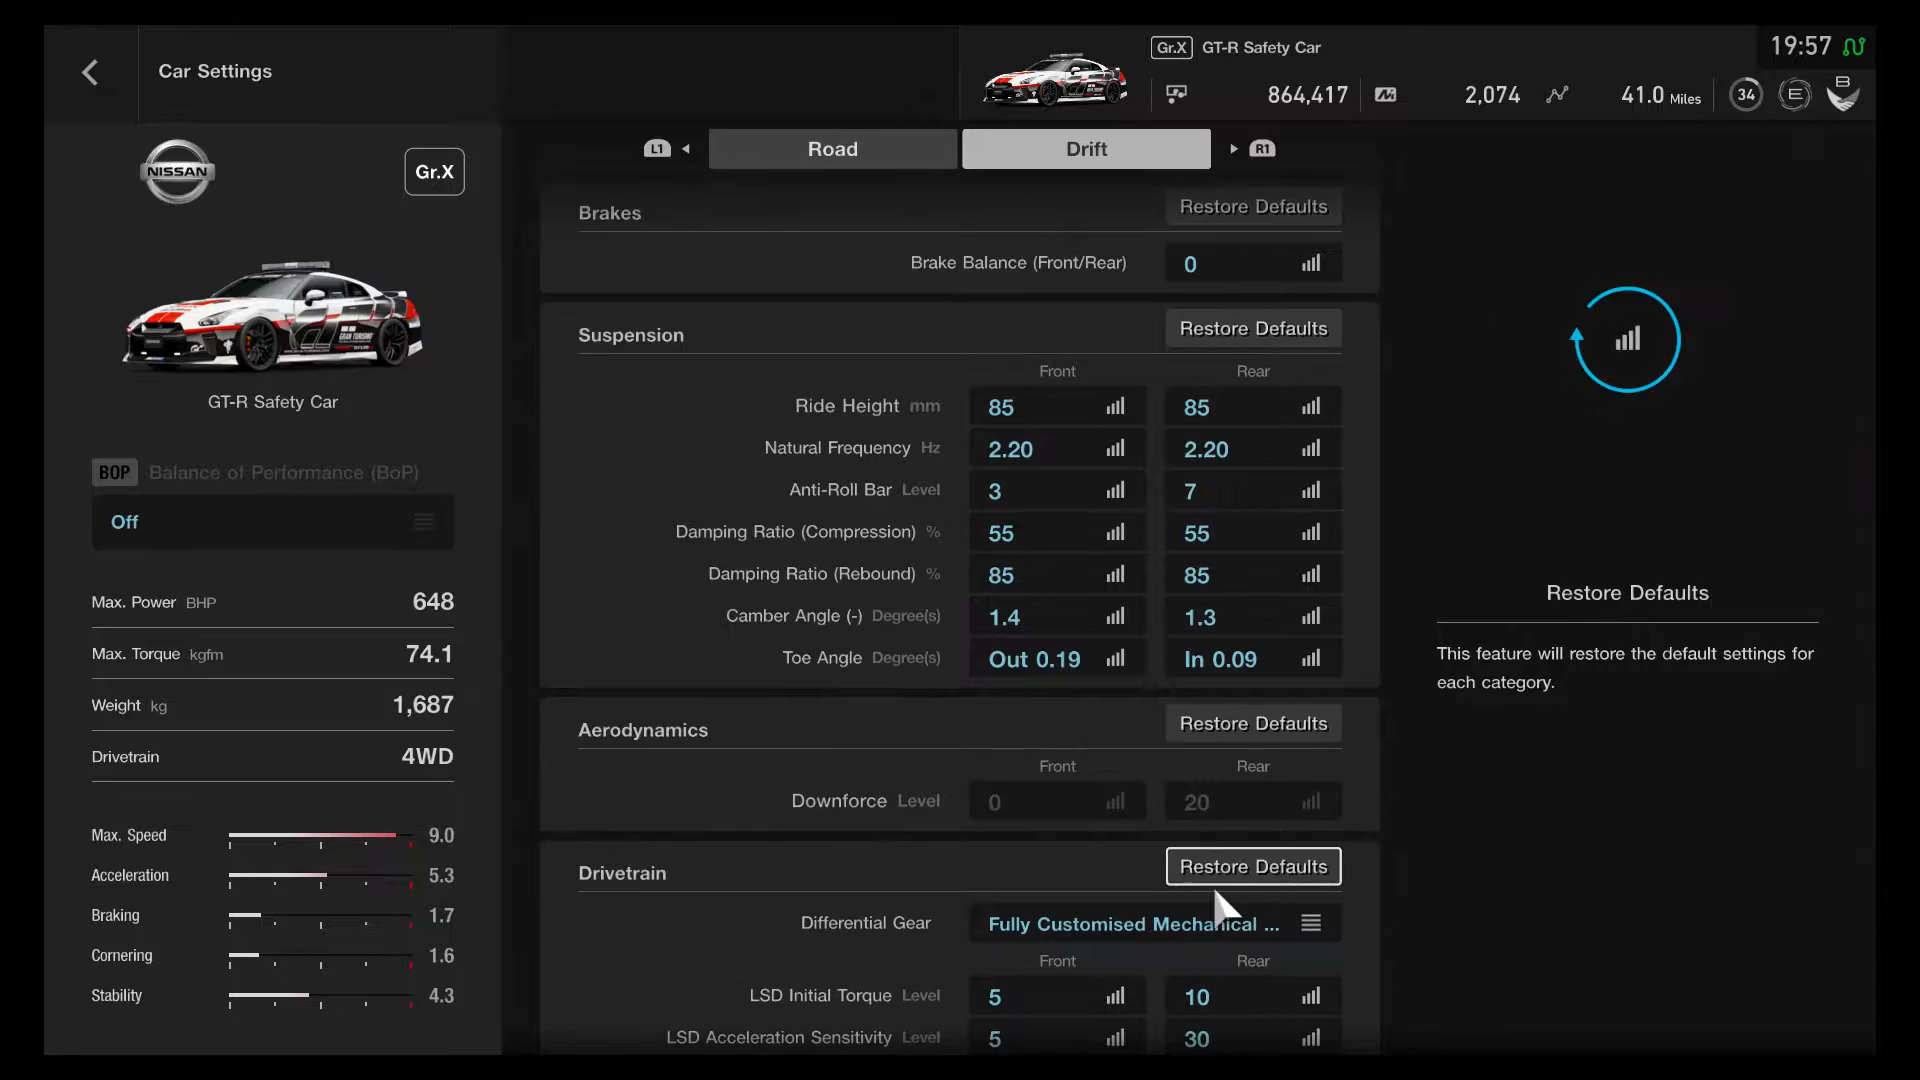 Car Settings
Gr.X GT-R Safety Car
864,417 2,074 41.0 Miles 34 E B
19:57
NISSAN
Gr.X
GRAN TURISMO
GT-R Safety Car
BOP Balance of Performance (BoP)
Off
Max. Power BHP 648
Max. Torque kgfm 74.1
Weight kg 1,687
Drivetrain 4WD
Max. Speed 9.0
Acceleration 5.3
Braking 1.7
Cornering 1.6
Stability 4.3
L1 Road Drift R1
Brakes Restore Defaults
Brake Balance (Front/Rear) 0
Suspension Restore Defaults
Front Rear
Ride Height mm 85 85
Natural Frequency Hz 2.20 2.20
Anti-Roll Bar Level 3 7
Damping Ratio (Compression) % 55 55
Damping Ratio (Rebound) % 85 85
Camber Angle (-) Degree(s) 1.4 1.3
Toe Angle Degree(s) Out 0.19 In 0.09
Aerodynamics Restore Defaults
Front Rear
Downforce Level 0 20
Drivetrain Restore Defaults
Differential Gear Fully Customised Mechanical ...
Front Rear
LSD Initial Torque Level 5 10
LSD Acceleration Sensitivity Level 5 30
Restore Defaults
This feature will restore the default settings for
each category.